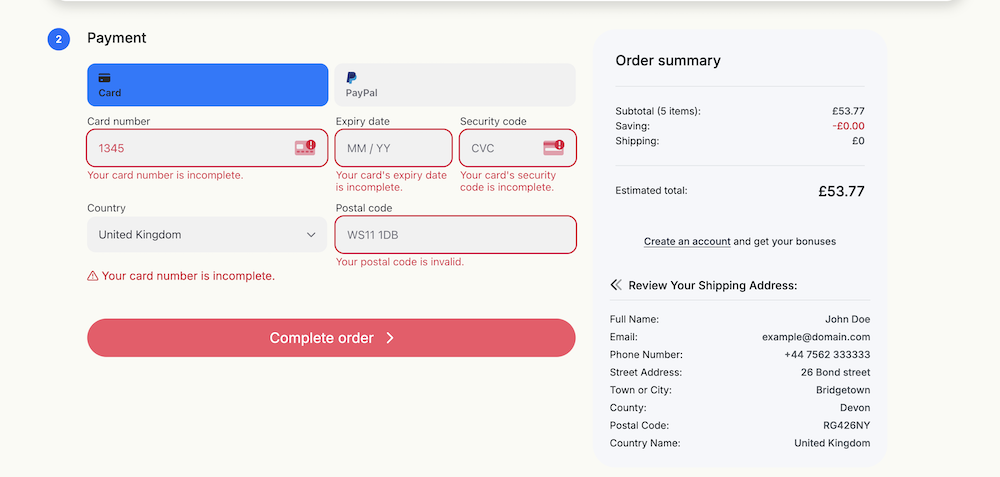 2 Payment
Card
PayPal
Card number
Expiry date
Security code
1345
MM / YY
CVC
Your card number is incomplete.
Your card's expiry date
is incomplete.
Your card's security
code is incomplete.
Country
Postal code
United Kingdom
WS11 1DB
Your postal code is invalid.
Your card number is incomplete.
Complete order
Order summary
Subtotal (5 items): £53.77
Saving: -£0.00
Shipping: £0
Estimated total: £53.77
Create an account and get your bonuses
Review Your Shipping Address:
Full Name: John Doe
Email: example@domain.com
Phone Number: +44 7562 333333
Street Address: 26 Bond street
Town or City: Bridgetown
County: Devon
Postal Code: RG426NY
Country Name: United Kingdom